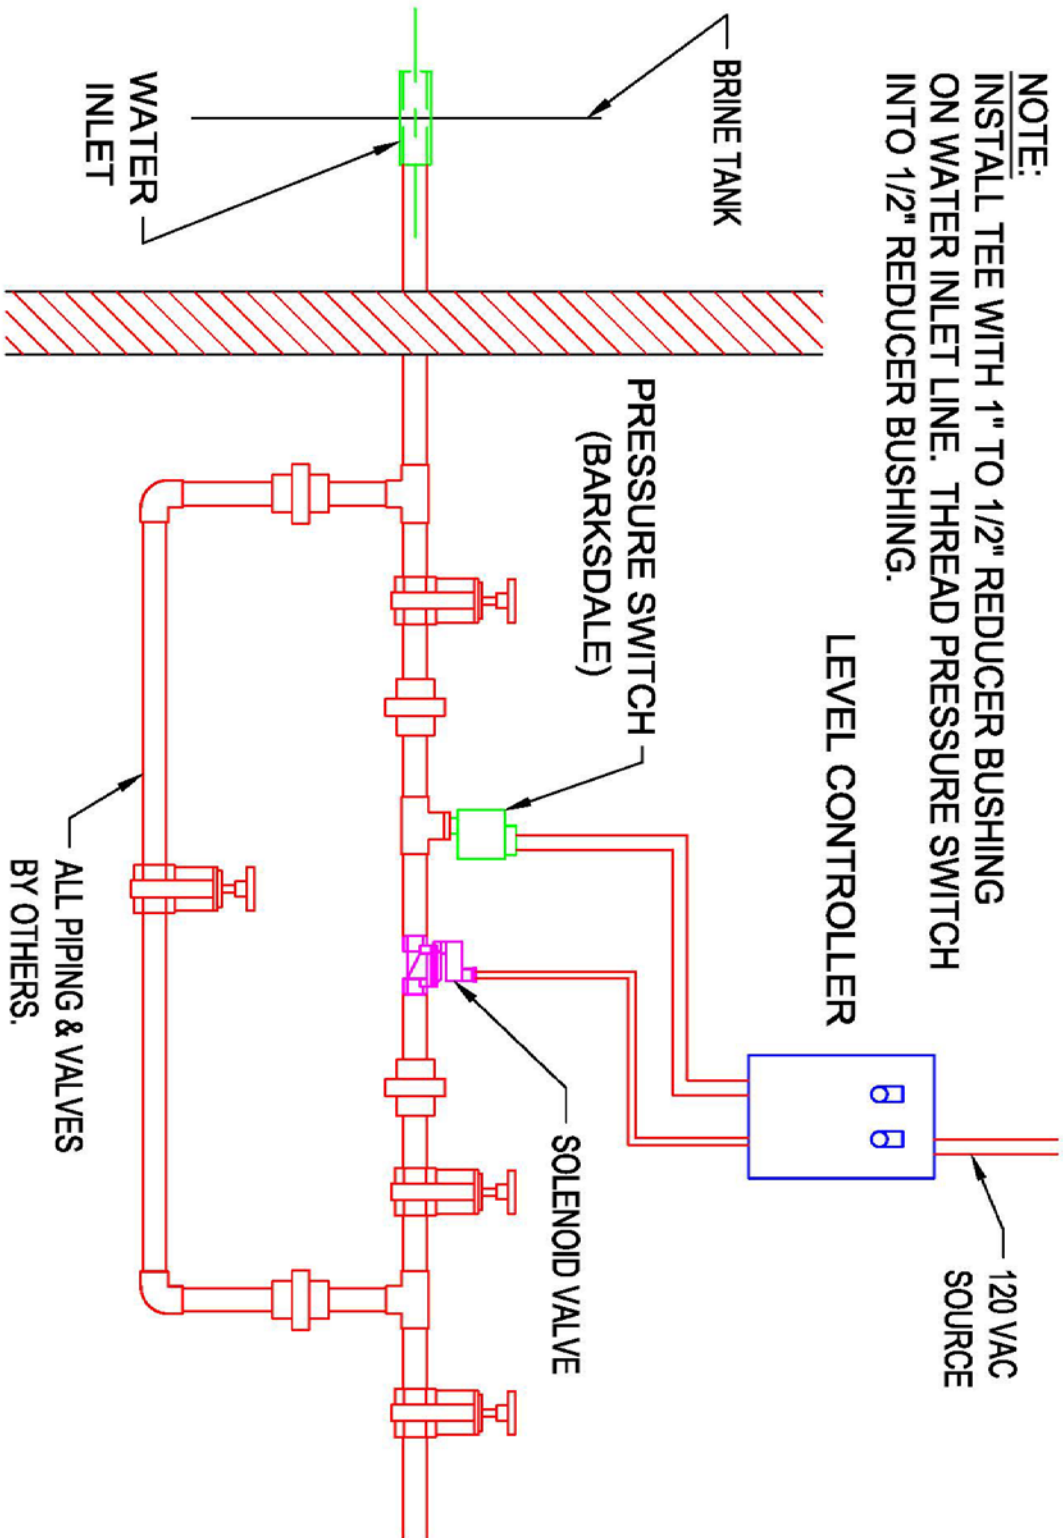 NOTE:
INSTALL TEE WITH 1" TO 1/2" REDUCER BUSHING
ON WATER INLET LINE. THREAD PRESSURE SWITCH
INTO 1/2" REDUCER BUSHING.
LEVEL CONTROLLER
120 VAC
SOURCE
BRINE TANK
PRESSURE SWITCH
(BARKSDALE)
SOLENOID VALVE
WATER
INLET
ALL PIPING & VALVES
BY OTHERS.